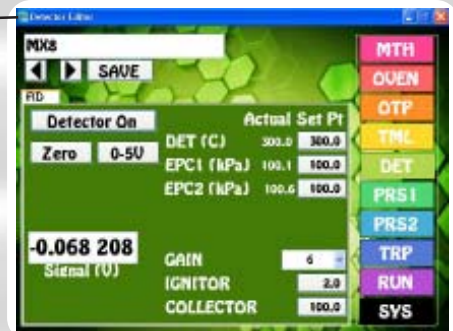 Detector Editor
MX8
SAVE
RD
Detector On
Zero 0-5V
Actual Set Pt
DET (C) 300.0 300.0
EPC1 (kPa) 100.1 100.0
EPC2 (kPa) 100.6 100.0
-0.068 208
Signal (V)
GAIN 6
IGNITOR 2.0
COLLECTOR 100.0
MTH
OVEN
OTP
TML
DET
PRS1
PRS2
TRP
RUN
SYS